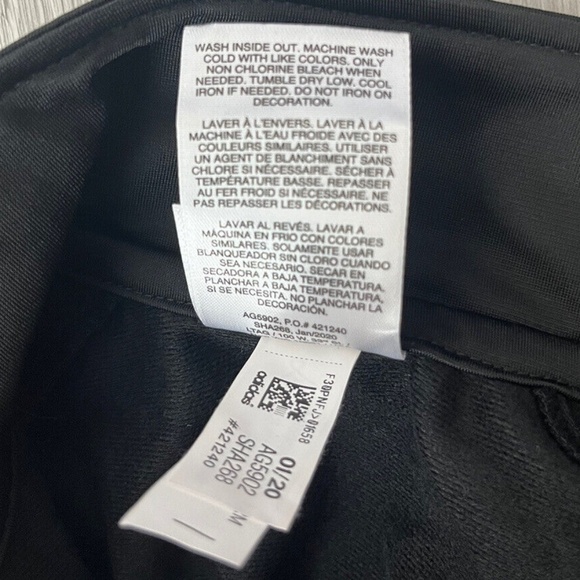 WASH INSIDE OUT. MACHINE WASH
COLD WITH LIKE COLORS. ONLY
NON CHLORINE BLEACH WHEN
NEEDED. TUMBLE DRY LOW. COOL
IRON IF NEEDED. DO NOT IRON ON
DECORATION.
LAVER À L'ENVERS. LAVER À LA
MACHINE À L'EAU FROIDE AVEC DES
COULEURS SIMILAIRES. UTILISER
UN AGENT DE BLANCHIMENT SANS
CHLORE SI NÉCESSAIRE. SÉCHER À
TEMPÉRATURE BASSE. REPASSER
AU FER FROID SI NÉCESSAIRE. NE
PAS REPASSER LES DÉCORATIONS.
LAVAR AL REVÉS. LAVAR A
MÁQUINA EN FRIO CON COLORES
SIMILARES. SOLAMENTE USAR
BLANQUEADOR SIN CLORO CUANDO
SEA NECESARIO. SECAR EN
SECADORA A BAJA TEMPERATURA.
PLANCHAR A BAJA TEMPERATURA,
SI SE NECESITA. NO PLANCHAR LA
DECORACIÓN.
AG5902, P.O.# 421240
SHA268, Jan/2020
LTAG / 100 W.
adidas
01/20
AG5902
SHA268
#421240